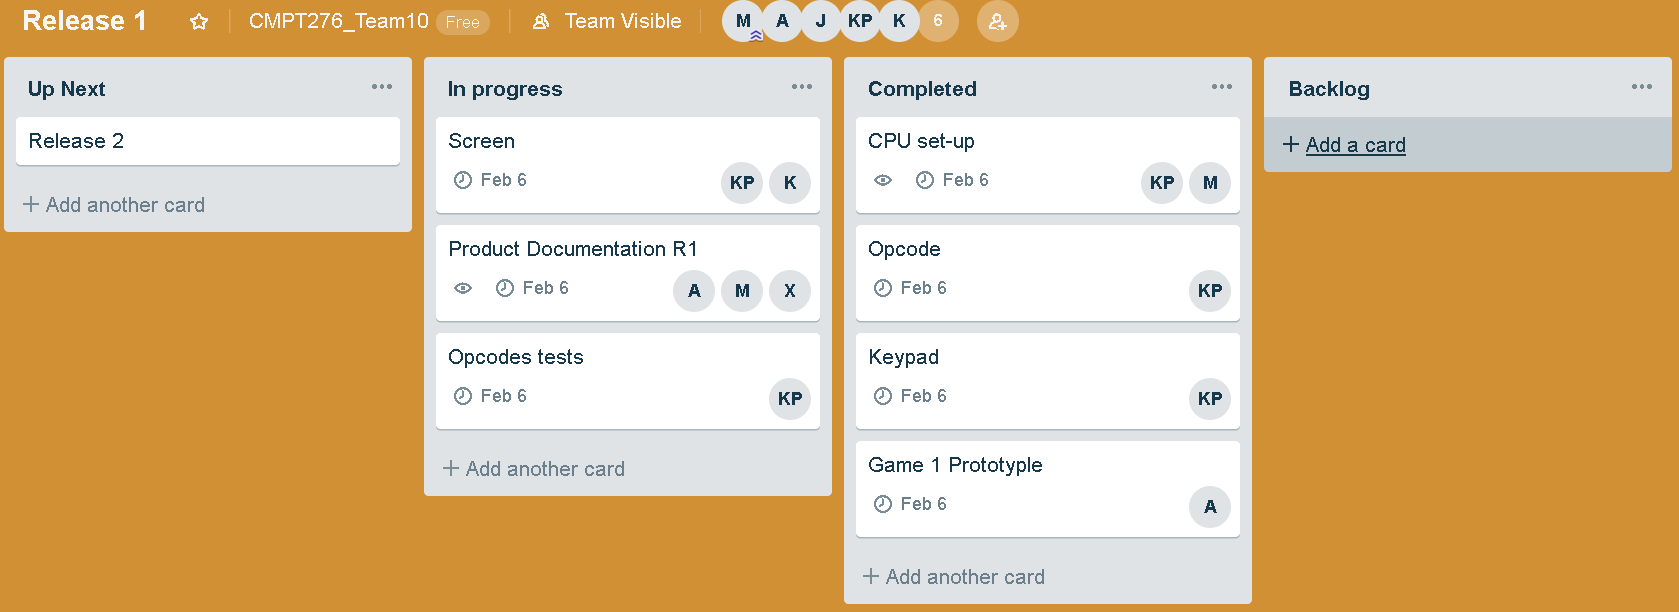 Release 1 CMPT276_Team10 Free Team Visible M A J KP K 6
Up Next
Release 2
+ Add another card
In progress
Screen
Feb 6 KP K
Product Documentation R1
Feb 6 A M X
Opcodes tests
Feb 6 KP
+ Add another card
Completed
CPU set-up
Feb 6 KP M
Opcode
Feb 6 KP
Keypad
Feb 6 KP
Game 1 Prototyple
Feb 6 A
+ Add another card
Backlog
+ Add a card